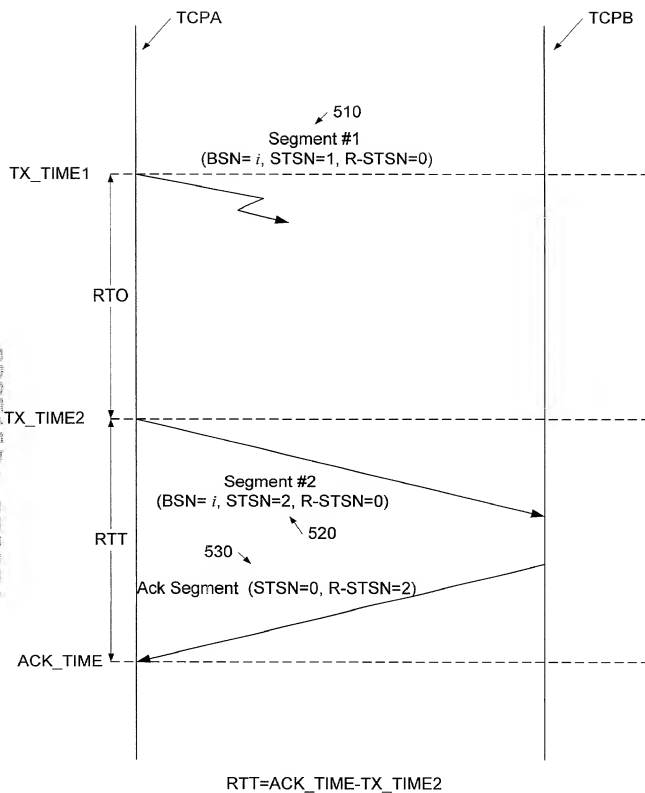 TCPA
TCPB
510
Segment #1
(BSN= i, STSN=1, R-STSN=0)
TX_TIME1
RTO
TX_TIME2
Segment #2
(BSN= i, STSN=2, R-STSN=0)
520
RTT
530
Ack Segment (STSN=0, R-STSN=2)
ACK_TIME
RTT=ACK_TIME-TX_TIME2